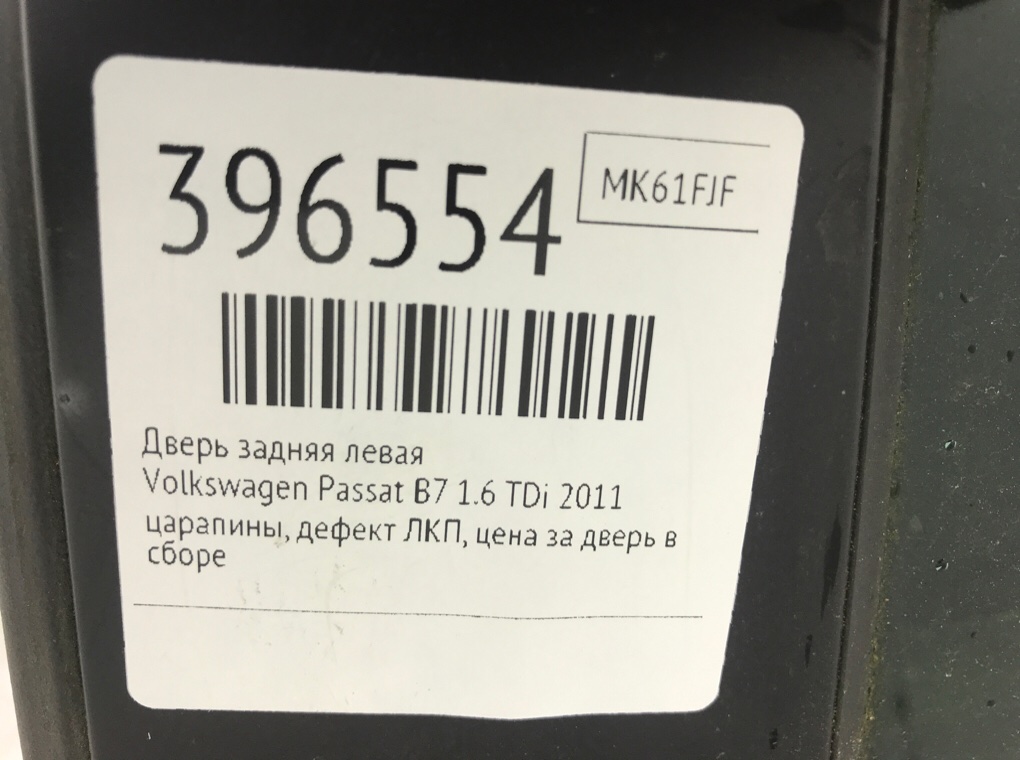 396554
MK61FJF
Дверь задняя левая
Volkswagen Passat B7 1.6 TDi 2011
царапины, дефект ЛКП, цена за дверь в
сборе